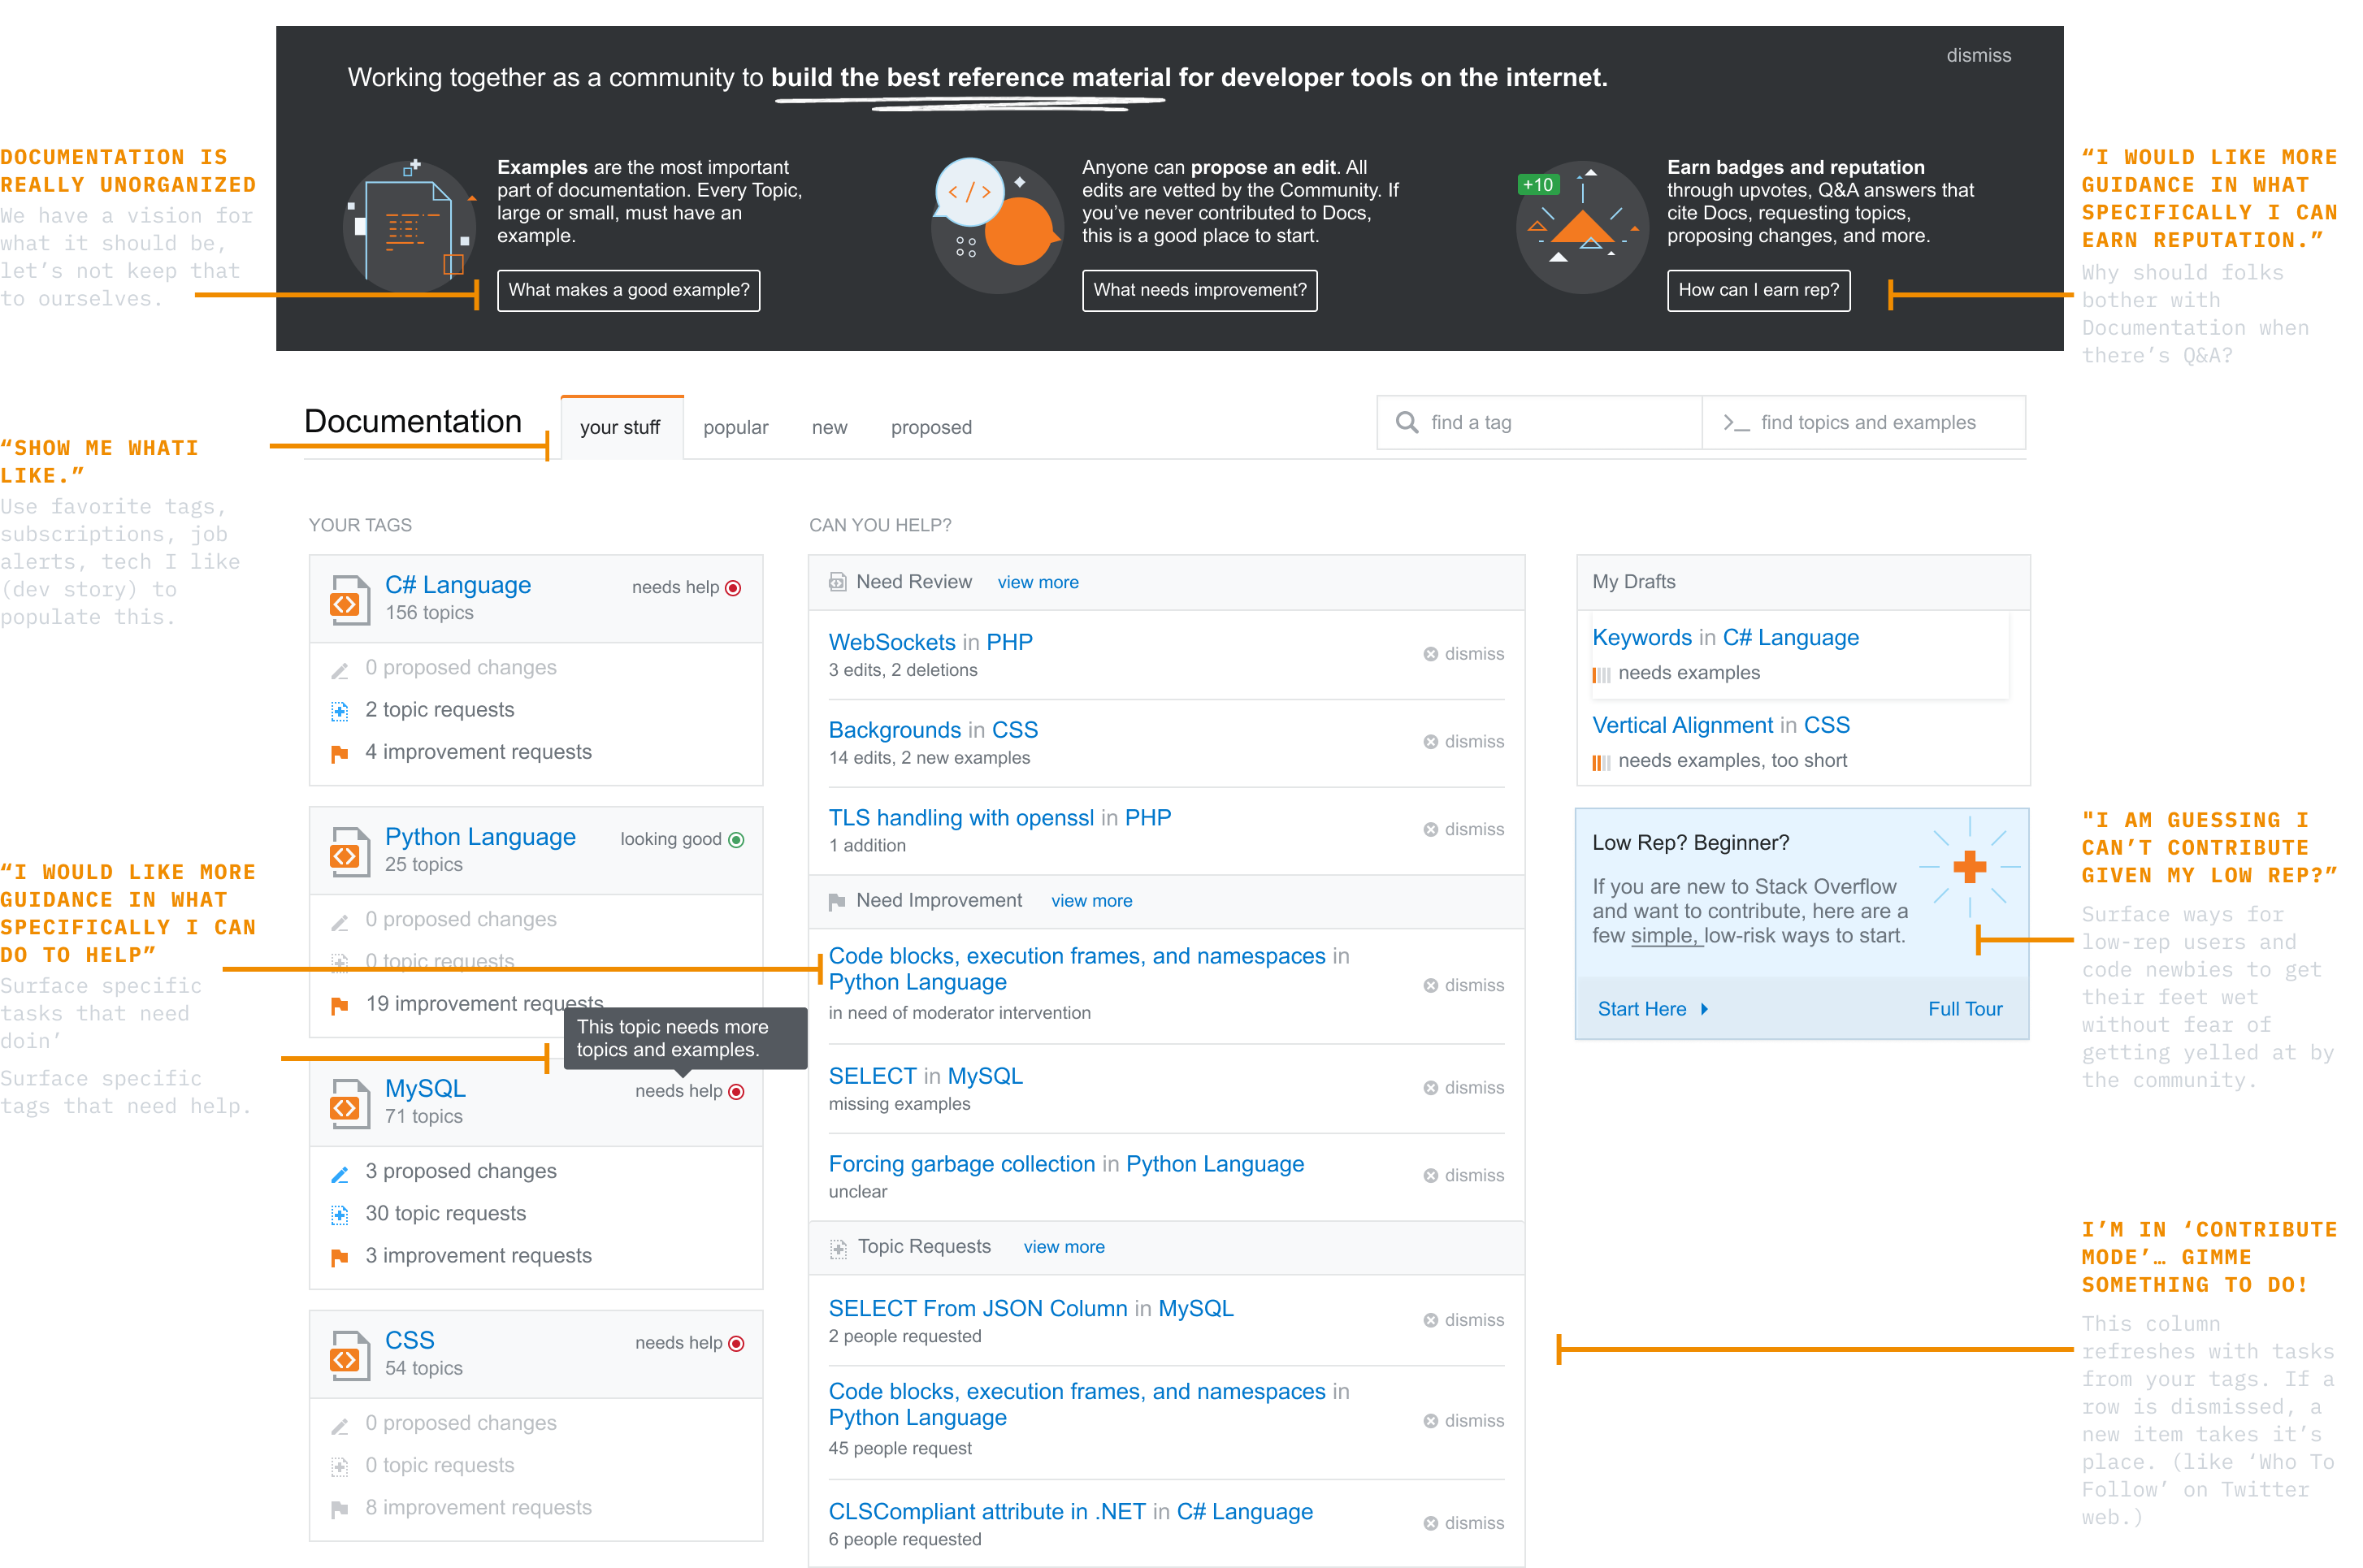 dismiss
Working together as a community to build the best reference material for developer tools on the internet.
DOCUMENTATION IS
REALLY UNORGANIZED
We have a vision for
what it should be,
let’s not keep that
to ourselves.
Examples are the most important
part of documentation. Every Topic,
large or small, must have an
example.
What makes a good example?
</>
Anyone can propose an edit. All
edits are vetted by the Community. If
you’ve never contributed to Docs,
this is a good place to start.
What needs improvement?
+10
Earn badges and reputation
through upvotes, Q&A answers that
cite Docs, requesting topics,
proposing changes, and more.
How can I earn rep?
“I WOULD LIKE MORE
GUIDANCE IN WHAT
SPECIFICALLY I CAN
EARN REPUTATION.”
Why should folks
bother with
Documentation when
there’s Q&A?
Documentation
your stuff
popular
new
proposed
find a tag
find topics and examples
“SHOW ME WHATI
LIKE.”
Use favorite tags,
subscriptions, job
alerts, tech I like
(dev story) to
populate this.
YOUR TAGS
C# Language
needs help
156 topics
0 proposed changes
2 topic requests
4 improvement requests
Python Language
looking good
25 topics
0 proposed changes
0 topic requests
19 improvement requests
This topic needs more
topics and examples.
MySQL
needs help
71 topics
3 proposed changes
30 topic requests
3 improvement requests
CSS
needs help
54 topics
0 proposed changes
0 topic requests
8 improvement requests
“I WOULD LIKE MORE
GUIDANCE IN WHAT
SPECIFICALLY I CAN
DO TO HELP”
Surface specific
tasks that need
doin’
Surface specific
tags that need help.
CAN YOU HELP?
Need Review view more
WebSockets in PHP
3 edits, 2 deletions
dismiss
Backgrounds in CSS
14 edits, 2 new examples
dismiss
TLS handling with openssl in PHP
1 addition
dismiss
Need Improvement view more
Code blocks, execution frames, and namespaces in
Python Language
in need of moderator intervention
dismiss
SELECT in MySQL
missing examples
dismiss
Forcing garbage collection in Python Language
unclear
dismiss
Topic Requests view more
SELECT From JSON Column in MySQL
2 people requested
dismiss
Code blocks, execution frames, and namespaces in
Python Language
45 people request
dismiss
CLSCompliant attribute in .NET in C# Language
6 people requested
dismiss
My Drafts
Keywords in C# Language
needs examples
Vertical Alignment in CSS
needs examples, too short
Low Rep? Beginner?
If you are new to Stack Overflow
and want to contribute, here are a
few simple, low-risk ways to start.
Start Here
Full Tour
"I AM GUESSING I
CAN’T CONTRIBUTE
GIVEN MY LOW REP?”
Surface ways for
low-rep users and
code newbies to get
their feet wet
without fear of
getting yelled at by
the community.
I’M IN ‘CONTRIBUTE
MODE’… GIMME
SOMETHING TO DO!
This column
refreshes with tasks
from your tags. If a
row is dismissed, a
new item takes it’s
place. (like ‘Who To
Follow’ on Twitter
web.)